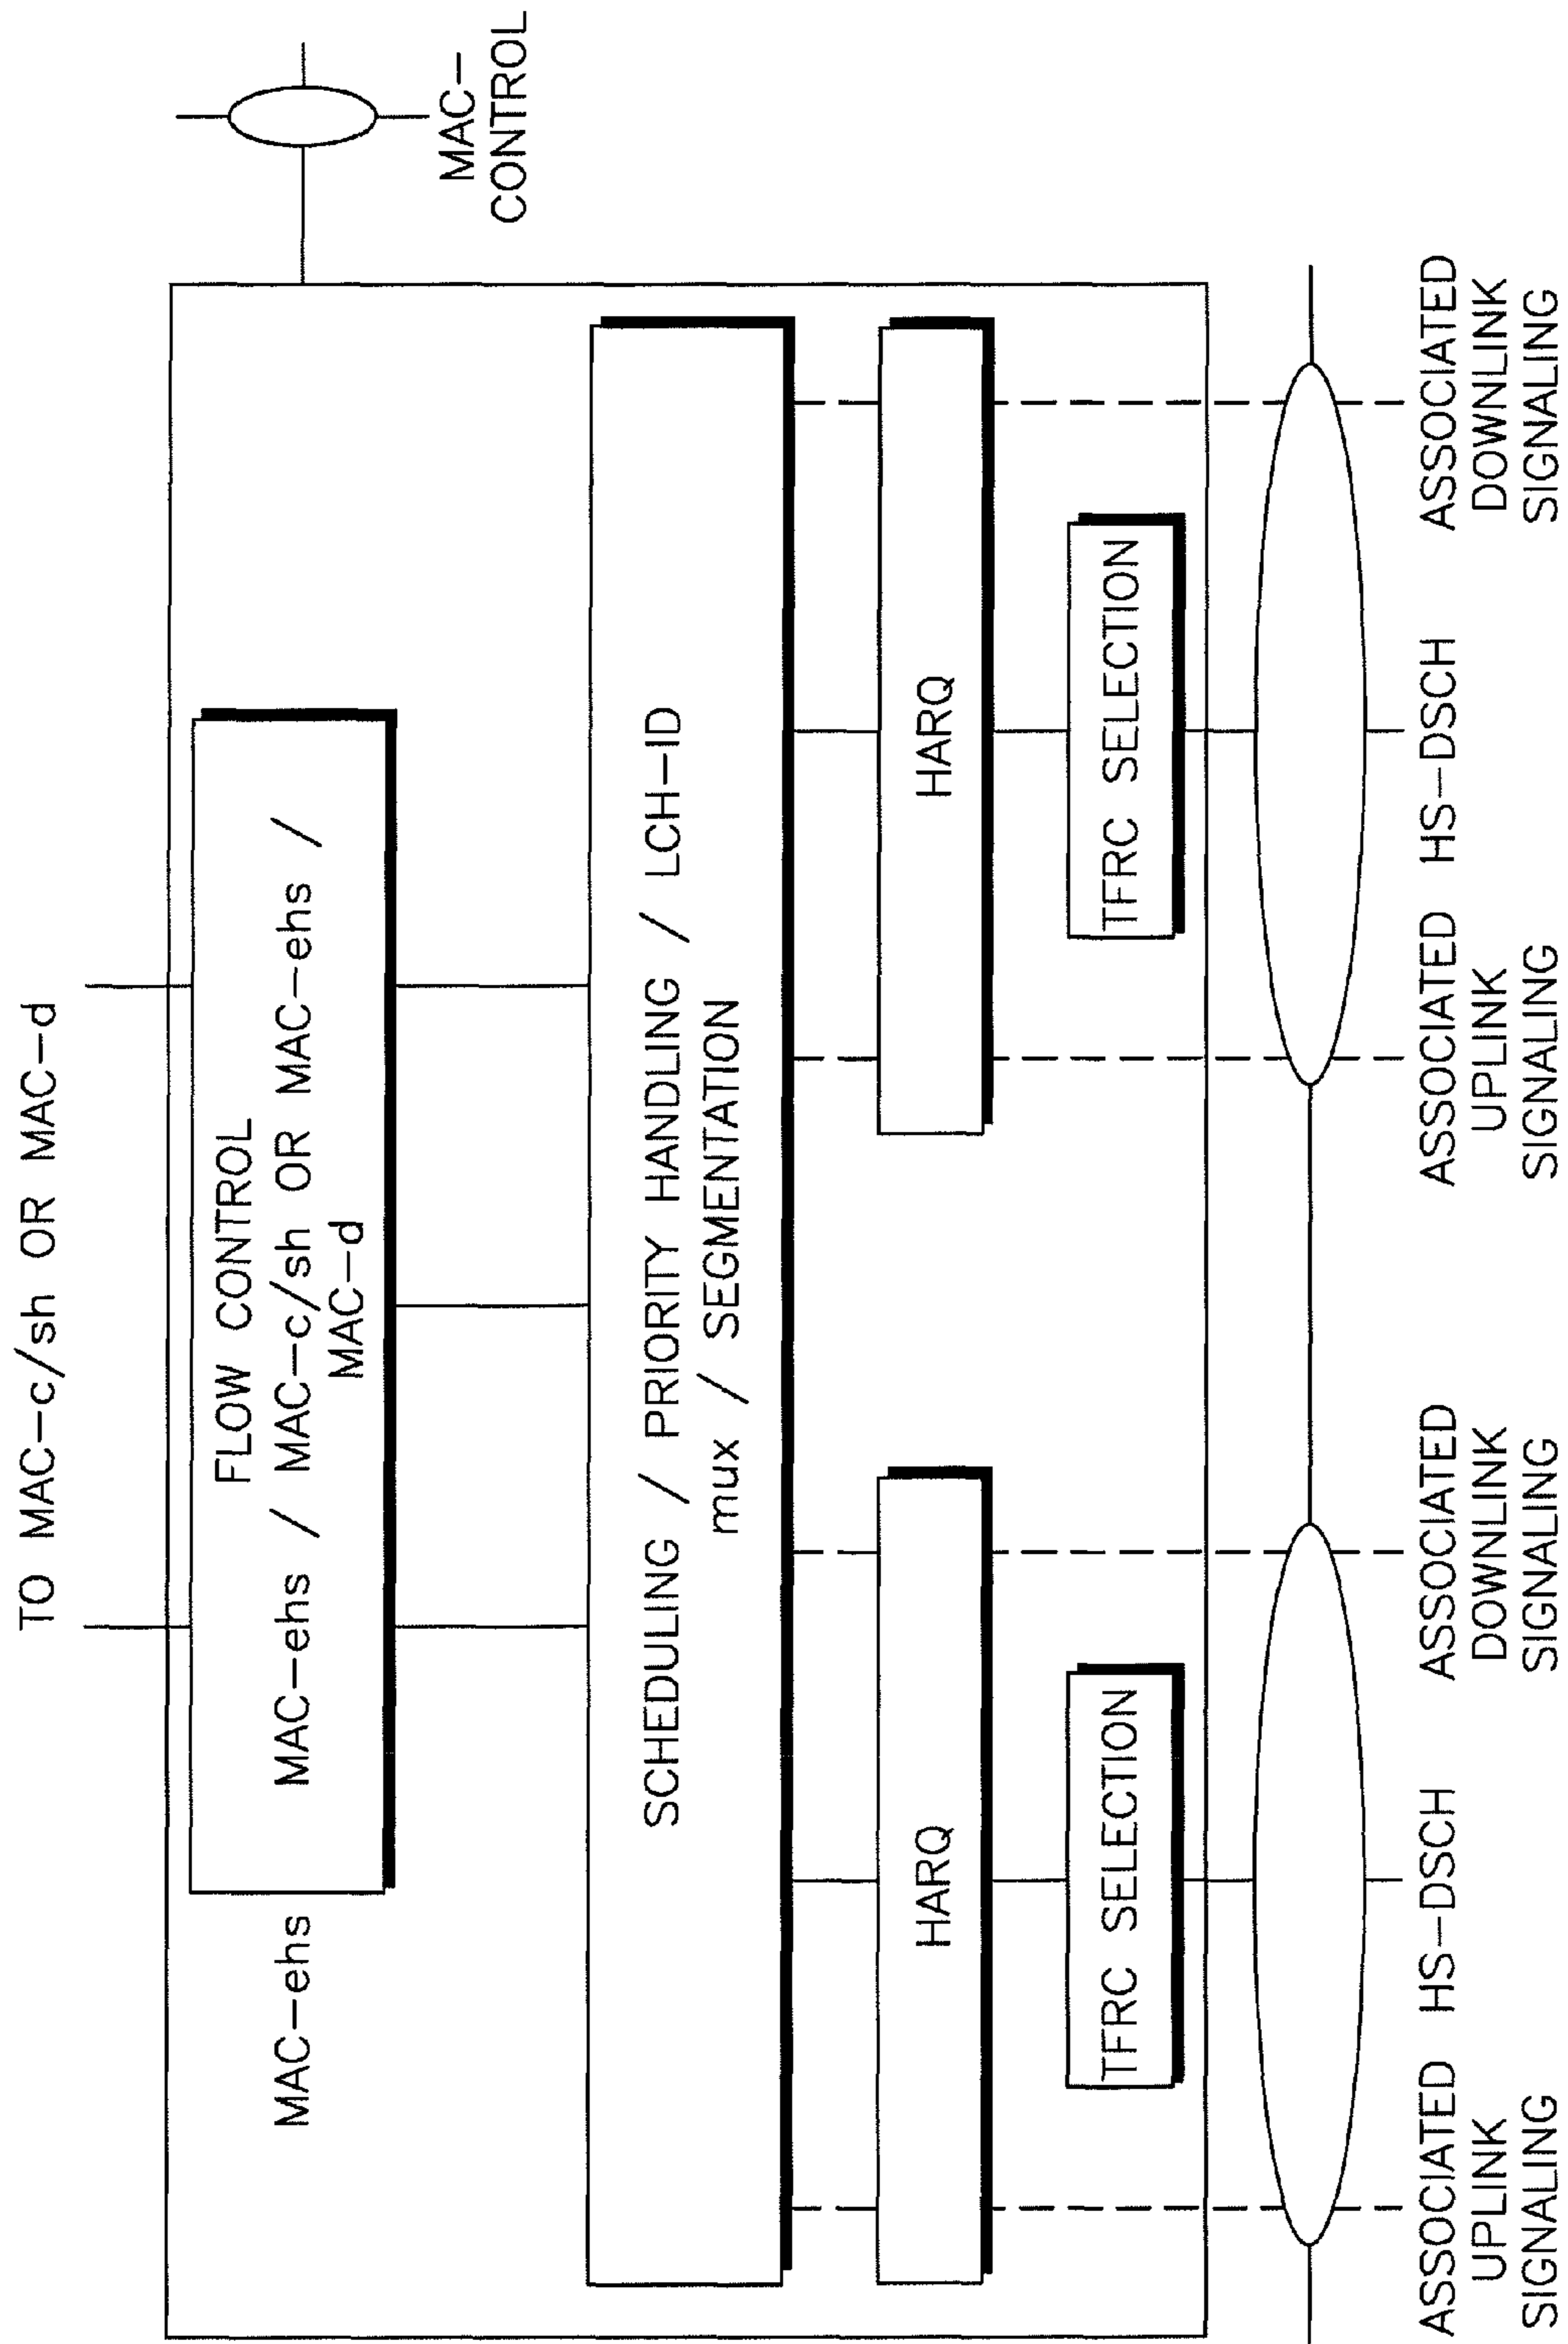 TO MAC-c/sh OR MAC-d
MAC-ehs
FLOW CONTROL
MAC-ehs / MAC-c/sh OR MAC-ehs /
MAC-d
MAC-
CONTROL
SCHEDULING / PRIORITY HANDLING / LCH-ID
mux / SEGMENTATION
HARQ
HARQ
TFRC SELECTION
TFRC SELECTION
ASSOCIATED
UPLINK
SIGNALING
HS-DSCH
ASSOCIATED
DOWNLINK
SIGNALING
ASSOCIATED
UPLINK
SIGNALING
HS-DSCH
ASSOCIATED
DOWNLINK
SIGNALING